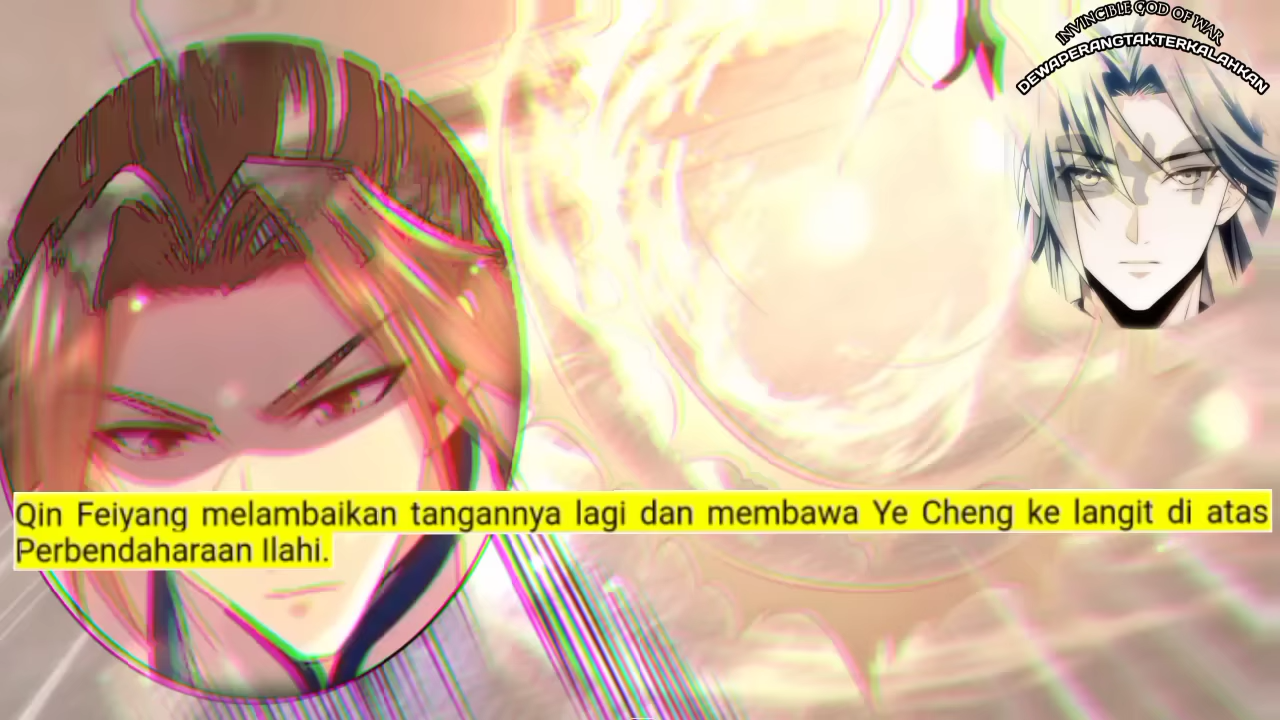 INVINCIBLE GOD OF WAR
DEWAPERANGTAKTERKALAHKAN
Qin Feiyang melambaikan tangannya lagi dan membawa Ye Cheng ke langit di atas
Perbendaharaan Ilahi.